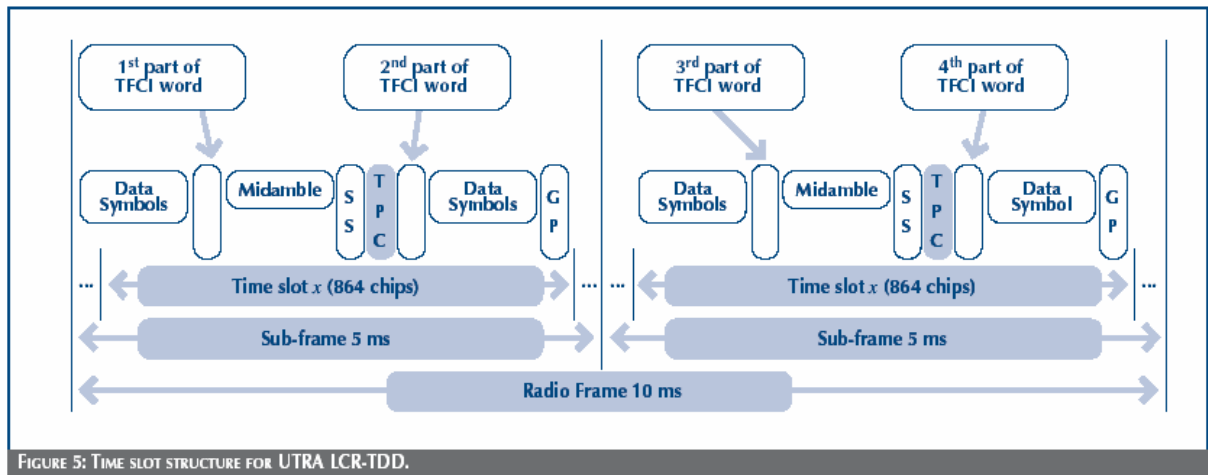 1st part of
TFCI word
2nd part of
TFCI word
3rd part of
TFCI word
4th part of
TFCI word
Data
Symbols
Midamble
S
S
T
P
C
Data
Symbols
G
P
Data
Symbols
Midamble
S
S
T
P
C
Data
Symbol
G
P
... Time slot x (864 chips) ... ... Time slot x (864 chips) ...
Sub-frame 5 ms Sub-frame 5 ms
Radio Frame 10 ms
FIGURE 5: TIME SLOT STRUCTURE FOR UTRA LCR-TDD.